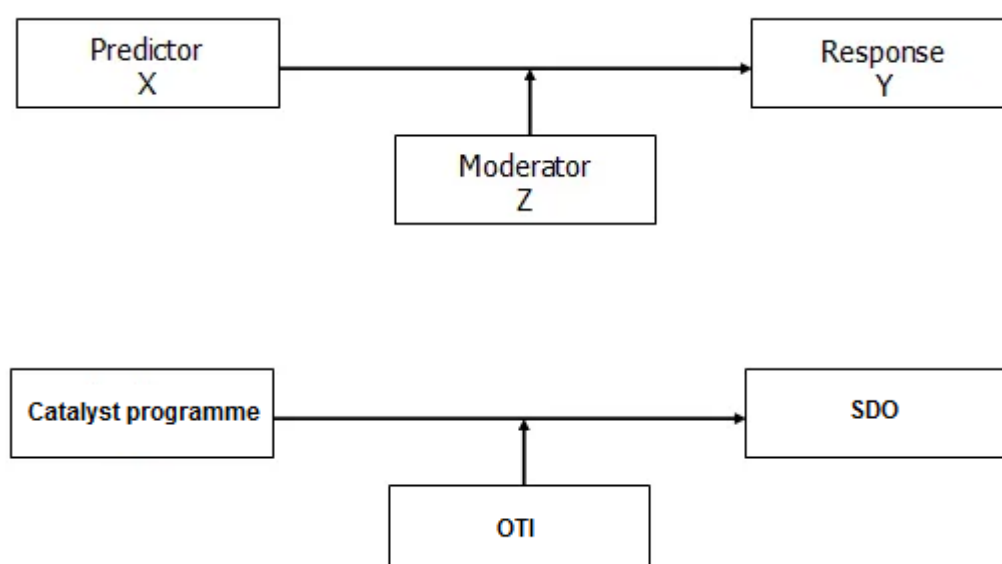 Predictor
X
Response
Y
Moderator
Z
Catalyst programme
SDO
OTI